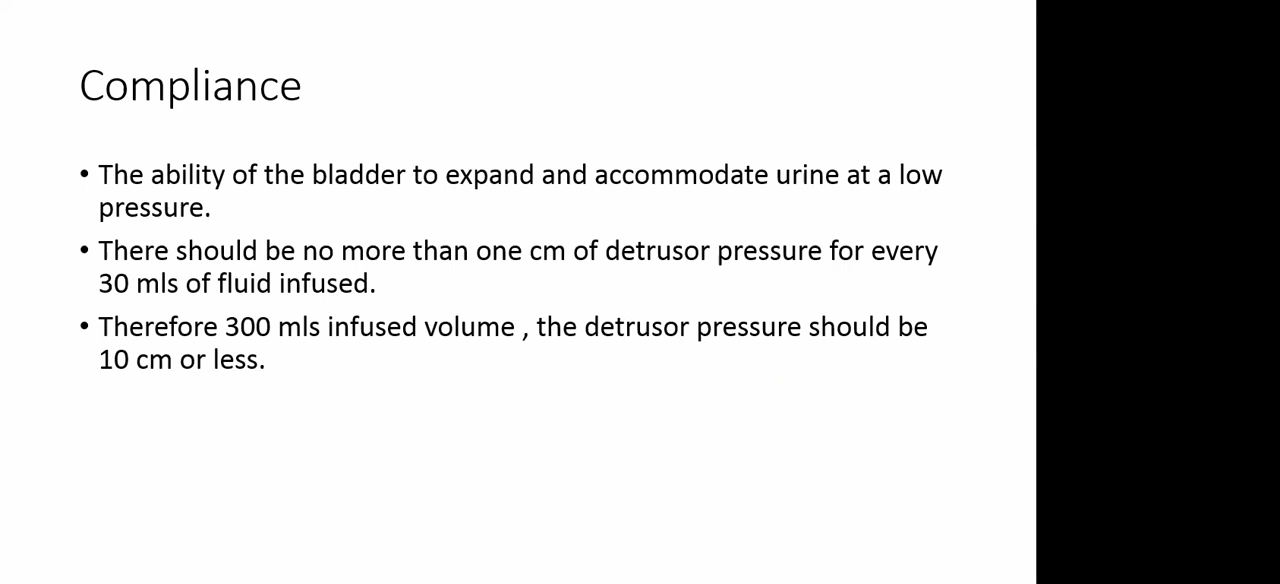 Compliance
• The ability of the bladder to expand and accommodate urine at a low
pressure.
• There should be no more than one cm of detrusor pressure for every
30 mls of fluid infused.
• Therefore 300 mls infused volume , the detrusor pressure should be
10 cm or less.